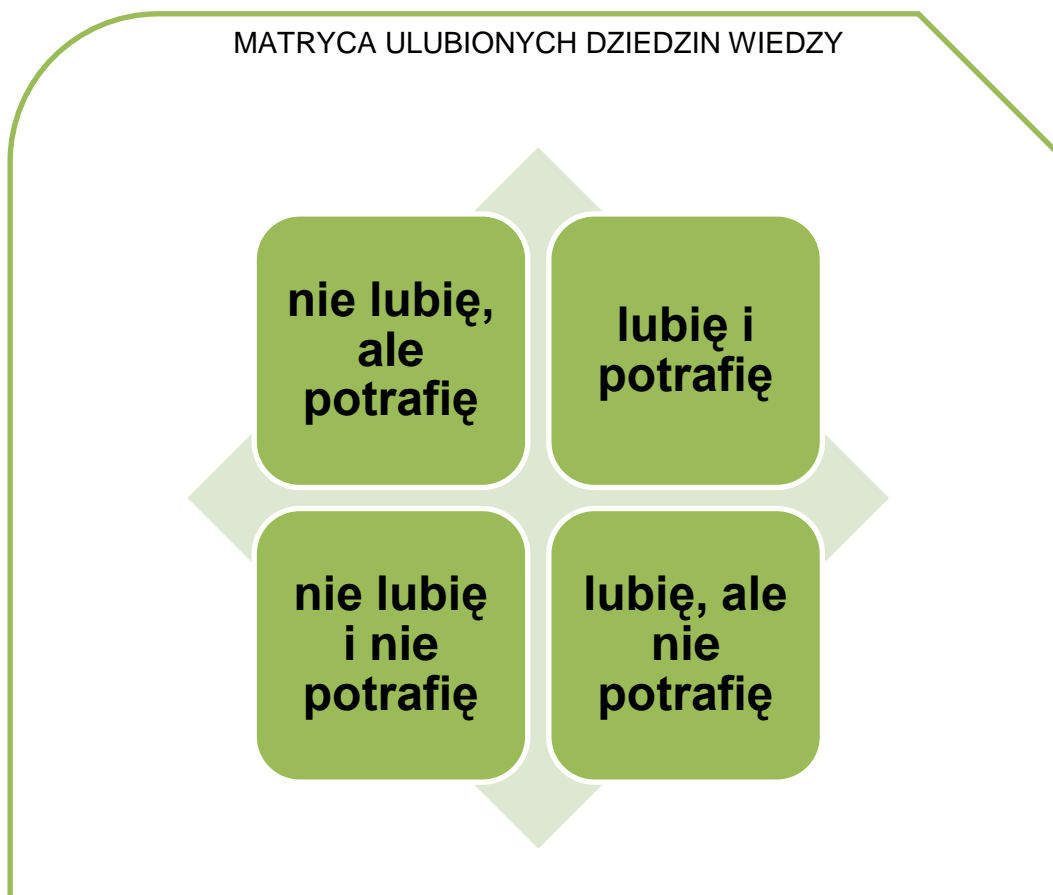 MATRYCA ULUBIONYCH DZIEDZIN WIEDZY
nie lubię,
ale
potrafię
lubię i
potrafię
nie lubię
i nie
potrafię
lubię, ale
nie
potrafię